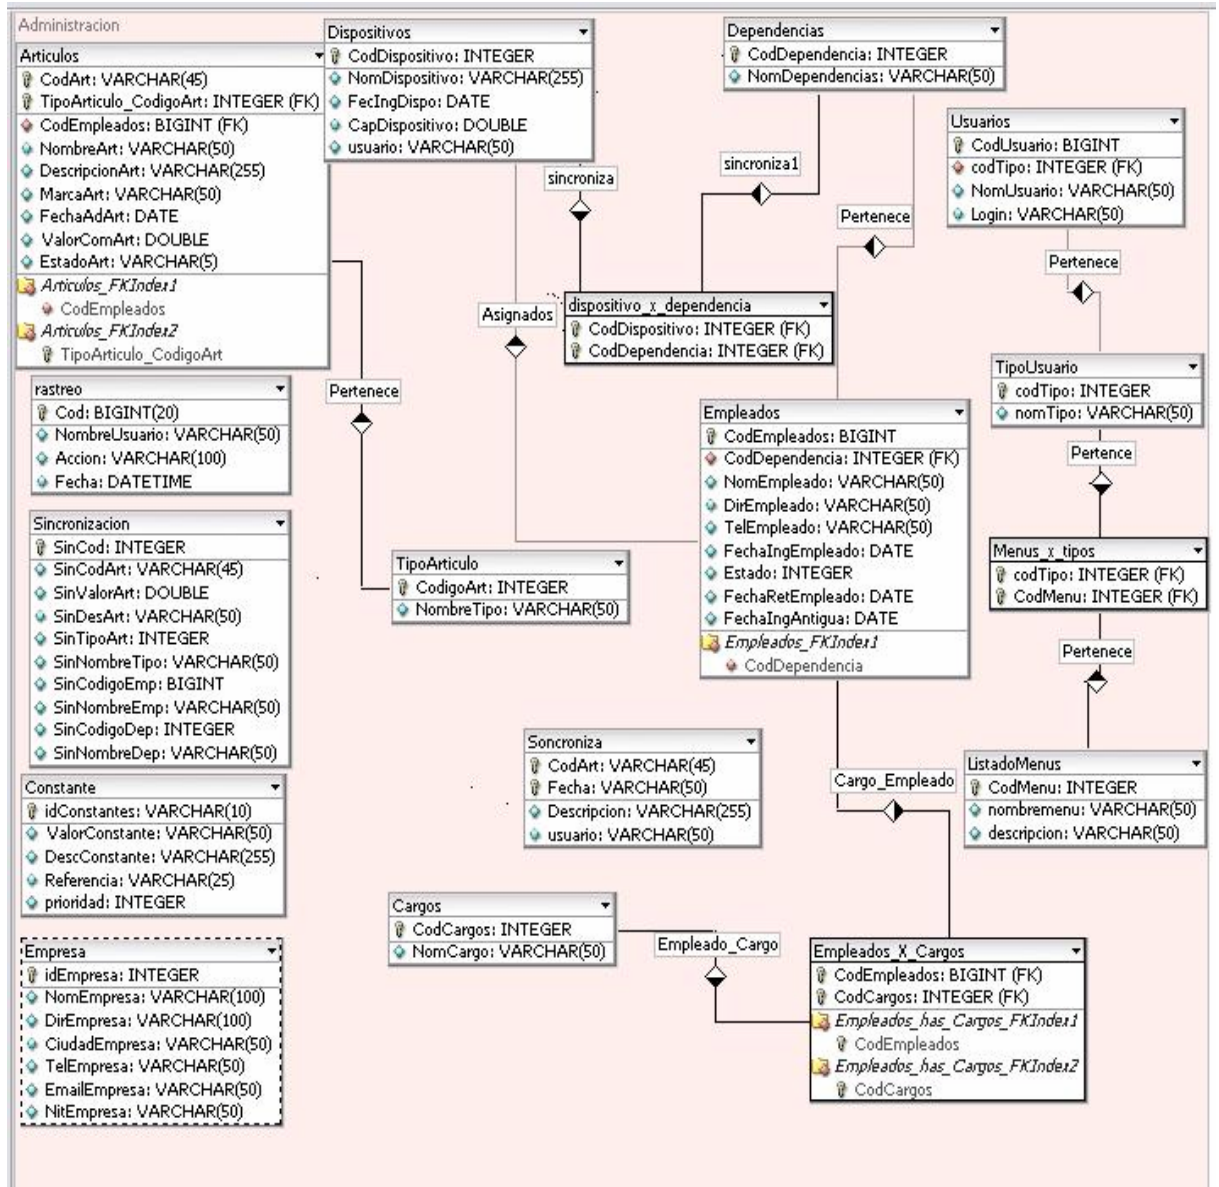 Administracion
Articulos
CodArt: VARCHAR(45)
TipoArticulo_CodigoArt: INTEGER (FK)
CodEmpleados: BIGINT (FK)
NombreArt: VARCHAR(50)
DescripcionArt: VARCHAR(255)
MarcaArt: VARCHAR(50)
FechaAdArt: DATE
ValorComArt: DOUBLE
EstadoArt: VARCHAR(5)
Articulos_FKIndex1
CodEmpleados
Articulos_FKIndex2
TipoArticulo_CodigoArt
Dispositivos
CodDispositivo: INTEGER
NomDispositivo: VARCHAR(255)
FecIngDispo: DATE
CapDispositivo: DOUBLE
usuario: VARCHAR(50)
Dependencias
CodDependencia: INTEGER
NomDependencias: VARCHAR(50)
Usuarios
CodUsuario: BIGINT
codTipo: INTEGER (FK)
NomUsuario: VARCHAR(50)
Login: VARCHAR(50)
sincroniza
sincroniza1
Pertenece
Pertenece
Asignados
dispositivo_x_dependencia
CodDispositivo: INTEGER (FK)
CodDependencia: INTEGER (FK)
TipoUsuario
codTipo: INTEGER
nomTipo: VARCHAR(50)
rastreo
Cod: BIGINT(20)
NombreUsuario: VARCHAR(50)
Accion: VARCHAR(100)
Fecha: DATETIME
Pertenece
Empleados
CodEmpleados: BIGINT
CodDependencia: INTEGER (FK)
NomEmpleado: VARCHAR(50)
DirEmpleado: VARCHAR(50)
TelEmpleado: VARCHAR(50)
FechaIngEmpleado: DATE
Estado: INTEGER
FechaRetEmpleado: DATE
FechaIngAntigua: DATE
Empleados_FKIndex1
CodDependencia
Pertence
Sincronizacion
SinCod: INTEGER
SinCodArt: VARCHAR(45)
SinValorArt: DOUBLE
SinDesArt: VARCHAR(50)
SinTipoArt: INTEGER
SinNombreTipo: VARCHAR(50)
SinCodigoEmp: BIGINT
SinNombreEmp: VARCHAR(50)
SinCodigoDep: INTEGER
SinNombreDep: VARCHAR(50)
TipoArticulo
CodigoArt: INTEGER
NombreTipo: VARCHAR(50)
Menus_x_tipos
codTipo: INTEGER (FK)
CodMenu: INTEGER (FK)
Pertenece
Soncroniza
CodArt: VARCHAR(45)
Fecha: VARCHAR(50)
Descripcion: VARCHAR(255)
usuario: VARCHAR(50)
Cargo_Empleado
ListadoMenus
CodMenu: INTEGER
nombremenu: VARCHAR(50)
descripcion: VARCHAR(50)
Constante
idConstantes: VARCHAR(10)
ValorConstante: VARCHAR(50)
DescConstante: VARCHAR(255)
Referencia: VARCHAR(25)
prioridad: INTEGER
Cargos
CodCargos: INTEGER
NomCargo: VARCHAR(50)
Empleado_Cargo
Empleados_X_Cargos
CodEmpleados: BIGINT (FK)
CodCargos: INTEGER (FK)
Empleados_has_Cargos_FKIndex1
CodEmpleados
Empleados_has_Cargos_FKIndex2
CodCargos
Empresa
idEmpresa: INTEGER
NomEmpresa: VARCHAR(100)
DirEmpresa: VARCHAR(100)
CiudadEmpresa: VARCHAR(50)
TelEmpresa: VARCHAR(50)
EmailEmpresa: VARCHAR(50)
NitEmpresa: VARCHAR(50)